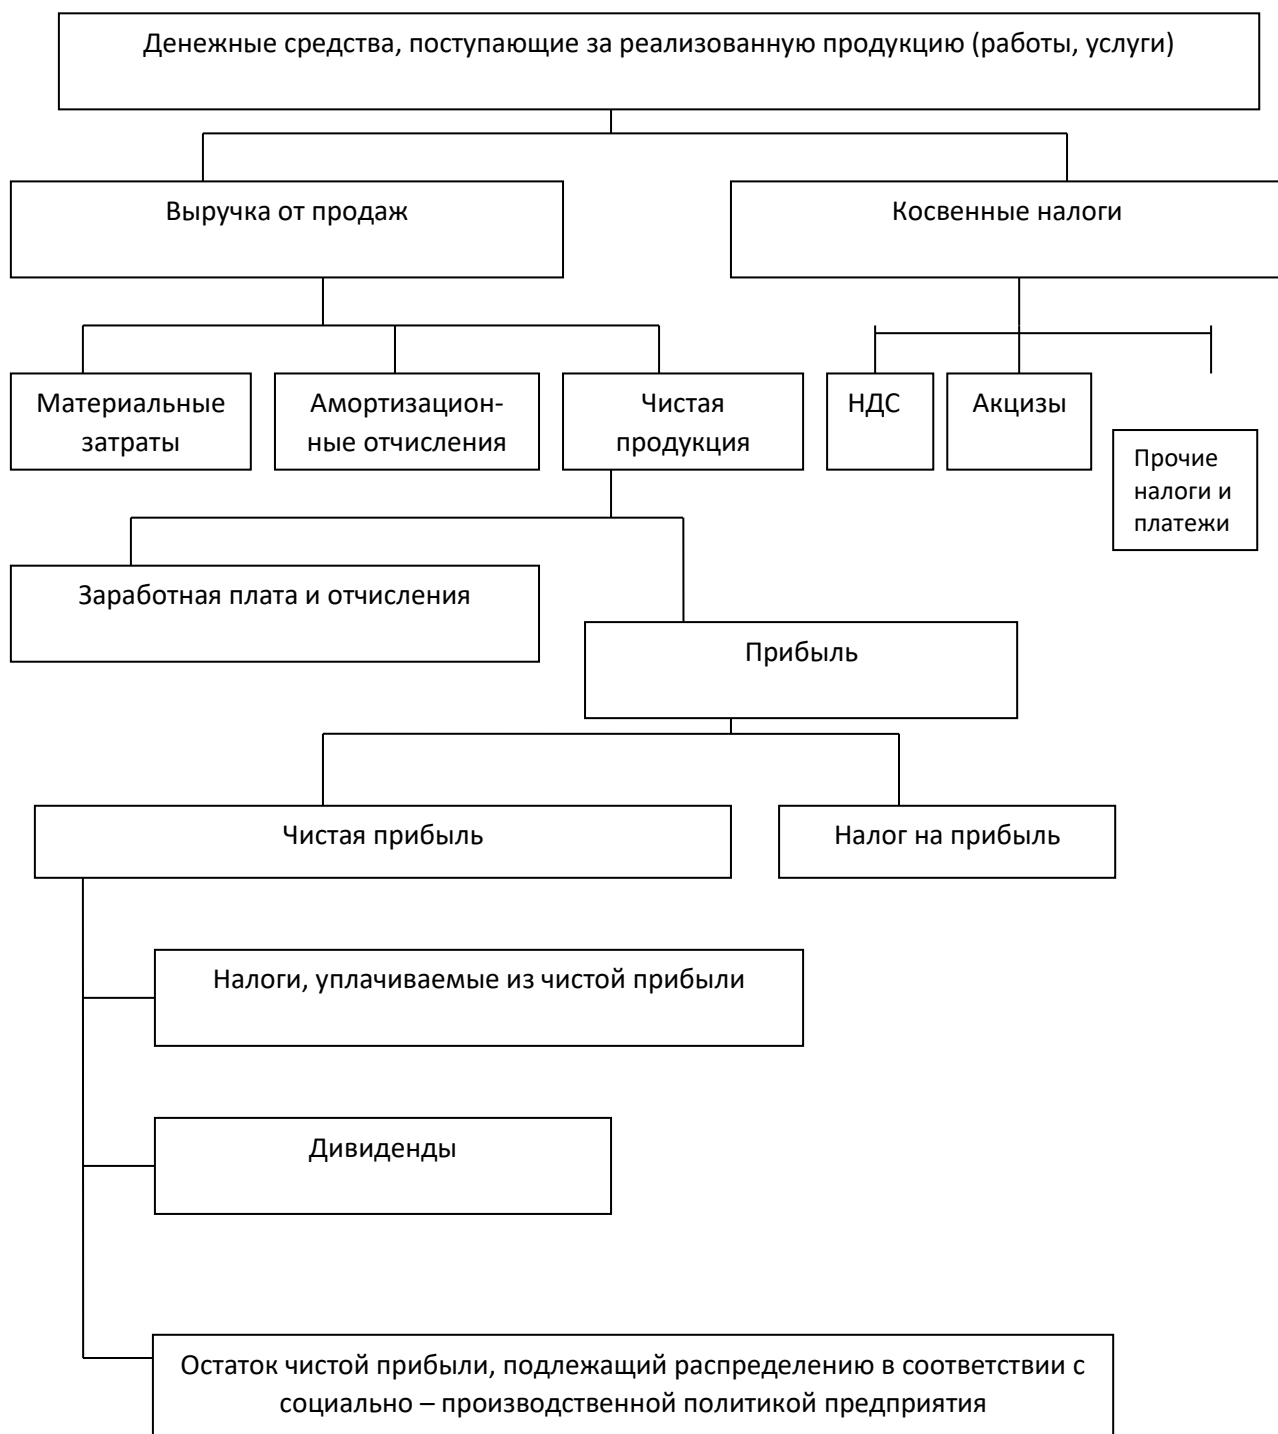 Денежные средства, поступающие за реализованную продукцию (работы, услуги)
Выручка от продаж
Косвенные налоги
Материальные
затраты
Амортизацион-
ные отчисления
Чистая
продукция
НДС
Акцизы
Прочие
налоги и
платежи
Заработная плата и отчисления
Прибыль
Чистая прибыль
Налог на прибыль
Налоги, уплачиваемые из чистой прибыли
Дивиденды
Остаток чистой прибыли, подлежащий распределению в соответствии с
социально – производственной политикой предприятия